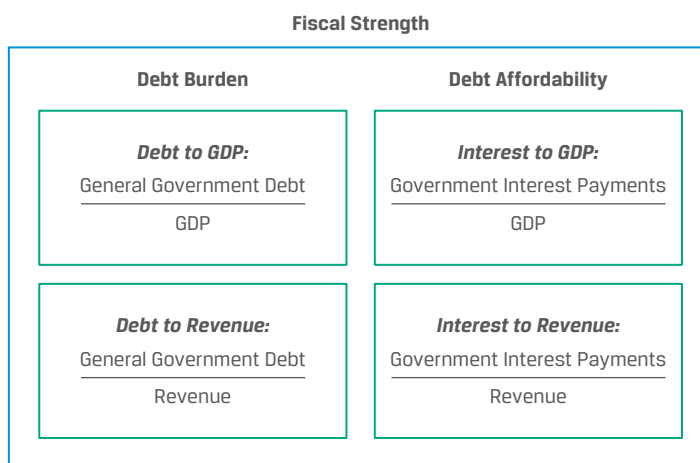 Fiscal Strength
Debt Burden
Debt Affordability
Debt to GDP:
General Government Debt
GDP
Interest to GDP:
Government Interest Payments
GDP
Debt to Revenue:
General Government Debt
Revenue
Interest to Revenue:
Government Interest Payments
Revenue